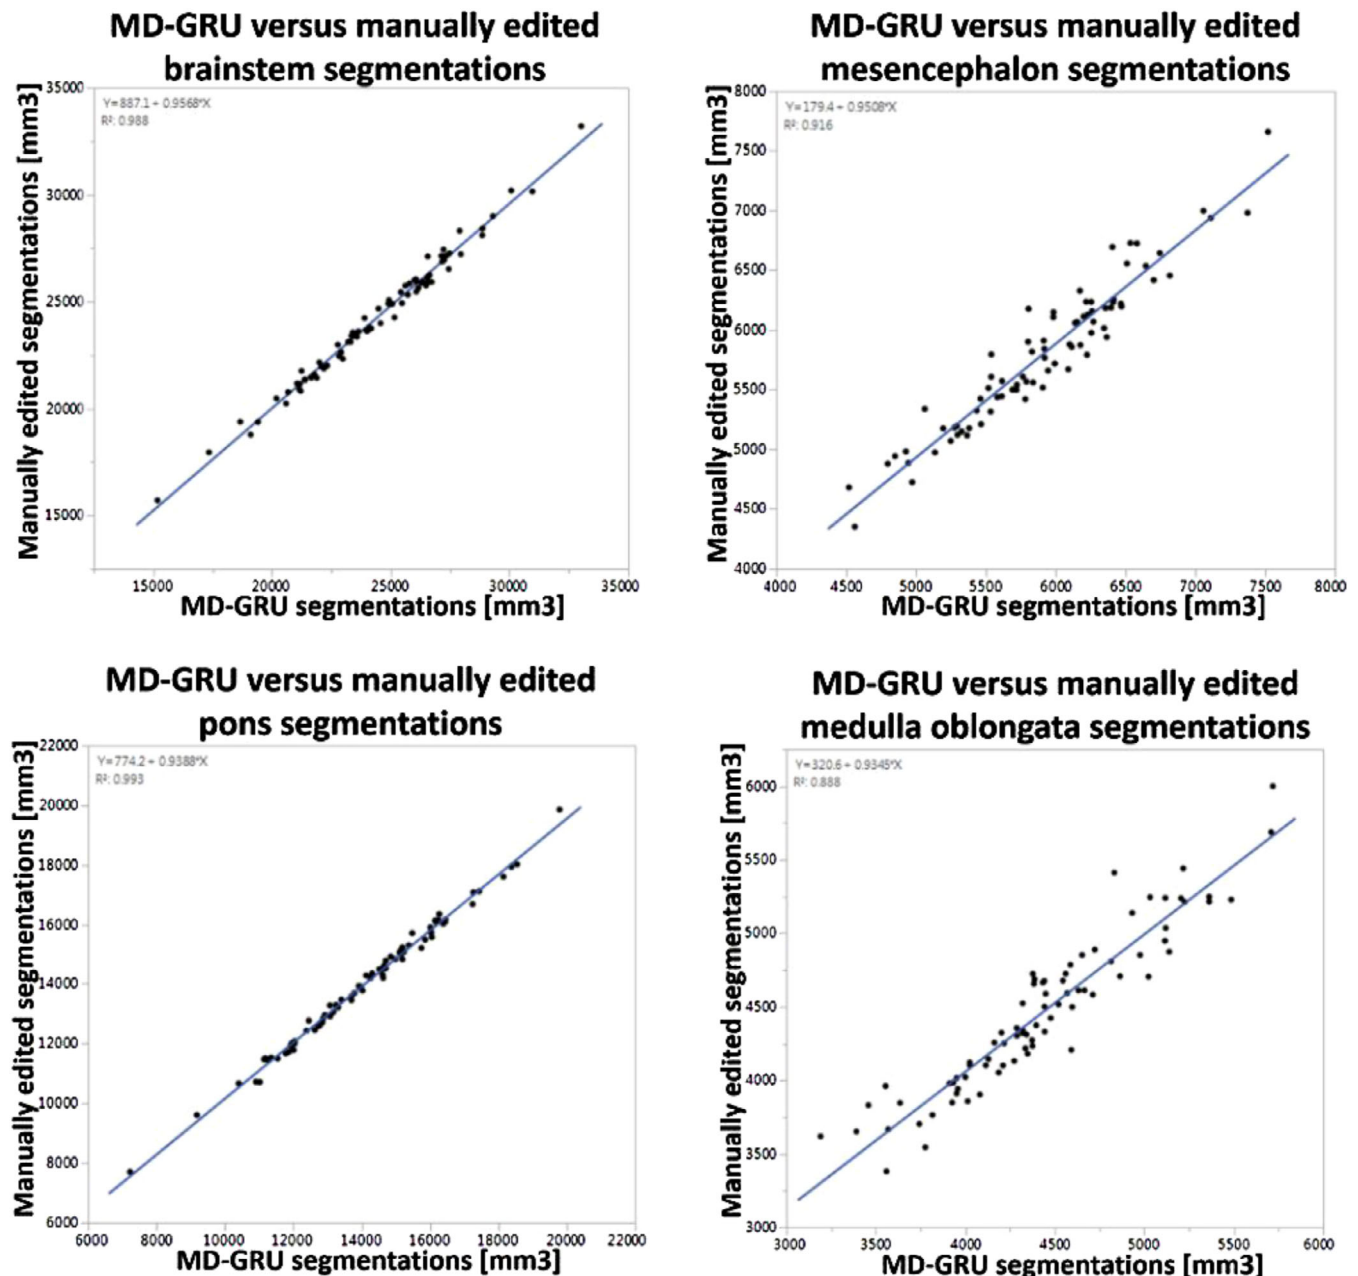 MD-GRU versus manually edited
brainstem segmentations
Manually edited segmentations [mm3]
35000
30000
25000
20000
15000
Y=887.1 + 0.9568*X
R²: 0.988
15000 20000 25000 30000 35000
MD-GRU segmentations [mm3]
MD-GRU versus manually edited
mesencephalon segmentations
Manually edited segmentations [mm3]
8000
7500
7000
6500
6000
5500
5000
4500
4000
Y=179.4 + 0.9508*X
R²: 0.916
4000 4500 5000 5500 6000 6500 7000 7500 8000
MD-GRU segmentations [mm3]
MD-GRU versus manually edited
pons segmentations
Manually edited segmentations [mm3]
22000
20000
18000
16000
14000
12000
10000
8000
6000
Y=774.2 + 0.9388*X
R²: 0.993
6000 8000 10000 12000 14000 16000 18000 20000 22000
MD-GRU segmentations [mm3]
MD-GRU versus manually edited
medulla oblongata segmentations
Manually edited segmentations [mm3]
6000
5500
5000
4500
4000
3500
3000
Y=320.6 + 0.9345*X
R²: 0.888
3000 3500 4000 4500 5000 5500 6000
MD-GRU segmentations [mm3]